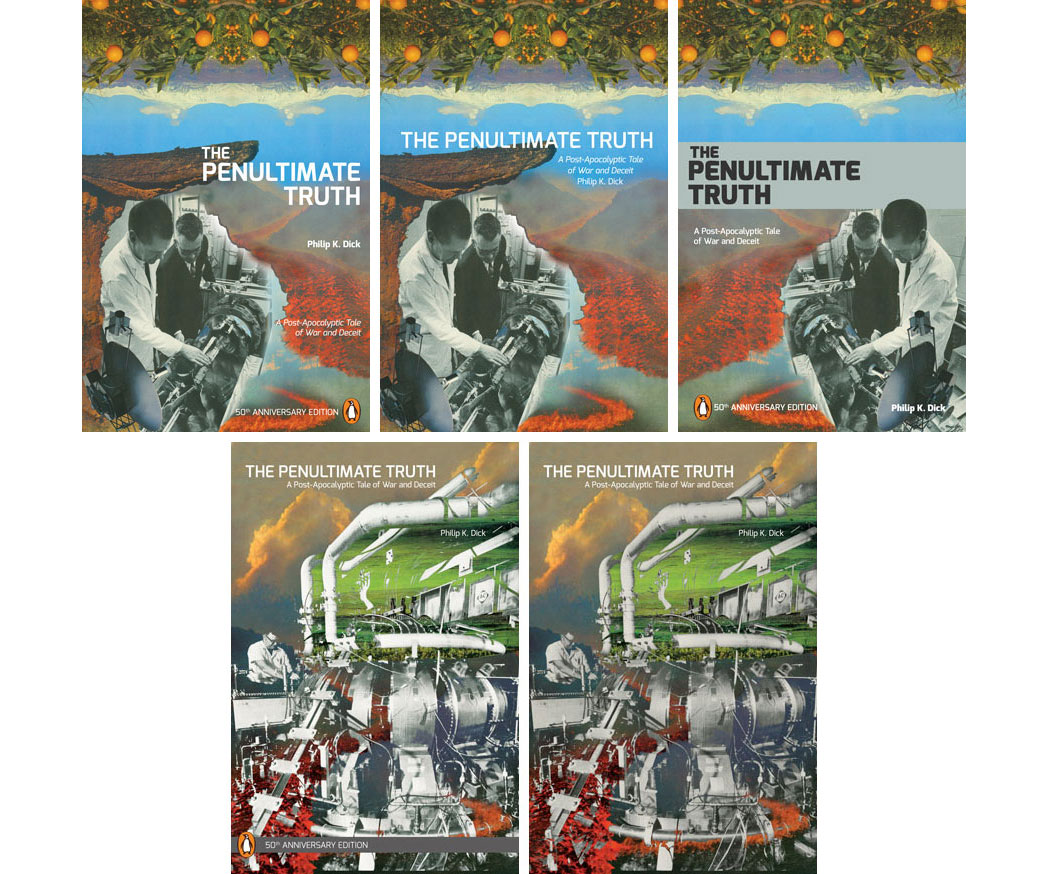 THE
PENULTIMATE
TRUTH
Philip K. Dick
A Post-Apocalyptic Tale
of War and Deceit
50th ANNIVERSARY EDITION
THE PENULTIMATE TRUTH
A Post-Apocalyptic Tale
of War and Deceit
Philip K. Dick
THE
PENULTIMATE
TRUTH
A Post-Apocalyptic Tale
of War and Deceit
50th ANNIVERSARY EDITION
Philip K. Dick
THE PENULTIMATE TRUTH
A Post-Apocalyptic Tale of War and Deceit
Philip K. Dick
50th ANNIVERSARY EDITION
THE PENULTIMATE TRUTH
A Post-Apocalyptic Tale of War and Deceit
Philip K. Dick